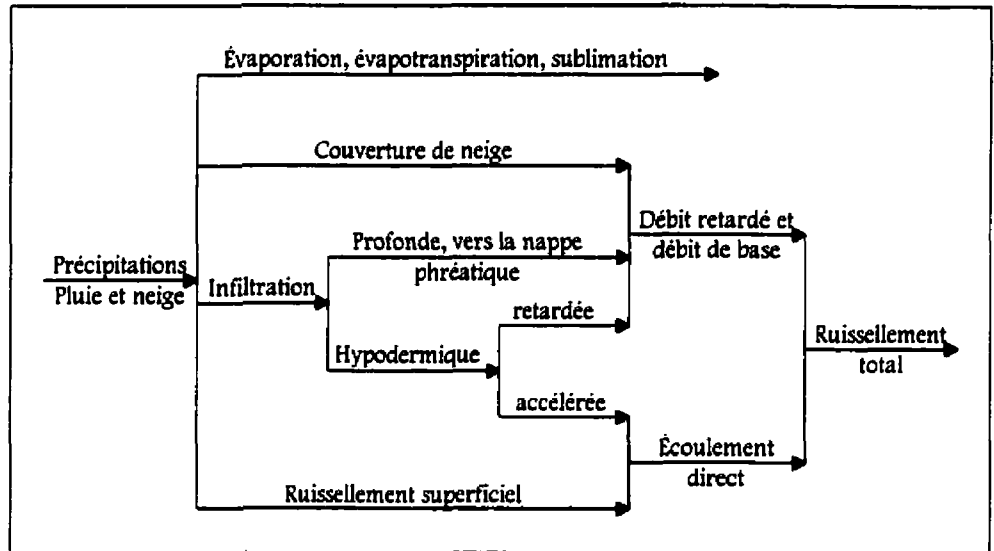 Évaporation, évapotranspiration, sublimation
Couverture de neige
Débit retardé et
débit de base
Profonde, vers la nappe
phréatique
Précipitations
Pluie et neige
Infiltration
retardée
Hypodermique
Ruissellement
total
accélérée
Écoulement
direct
Ruissellement superficiel